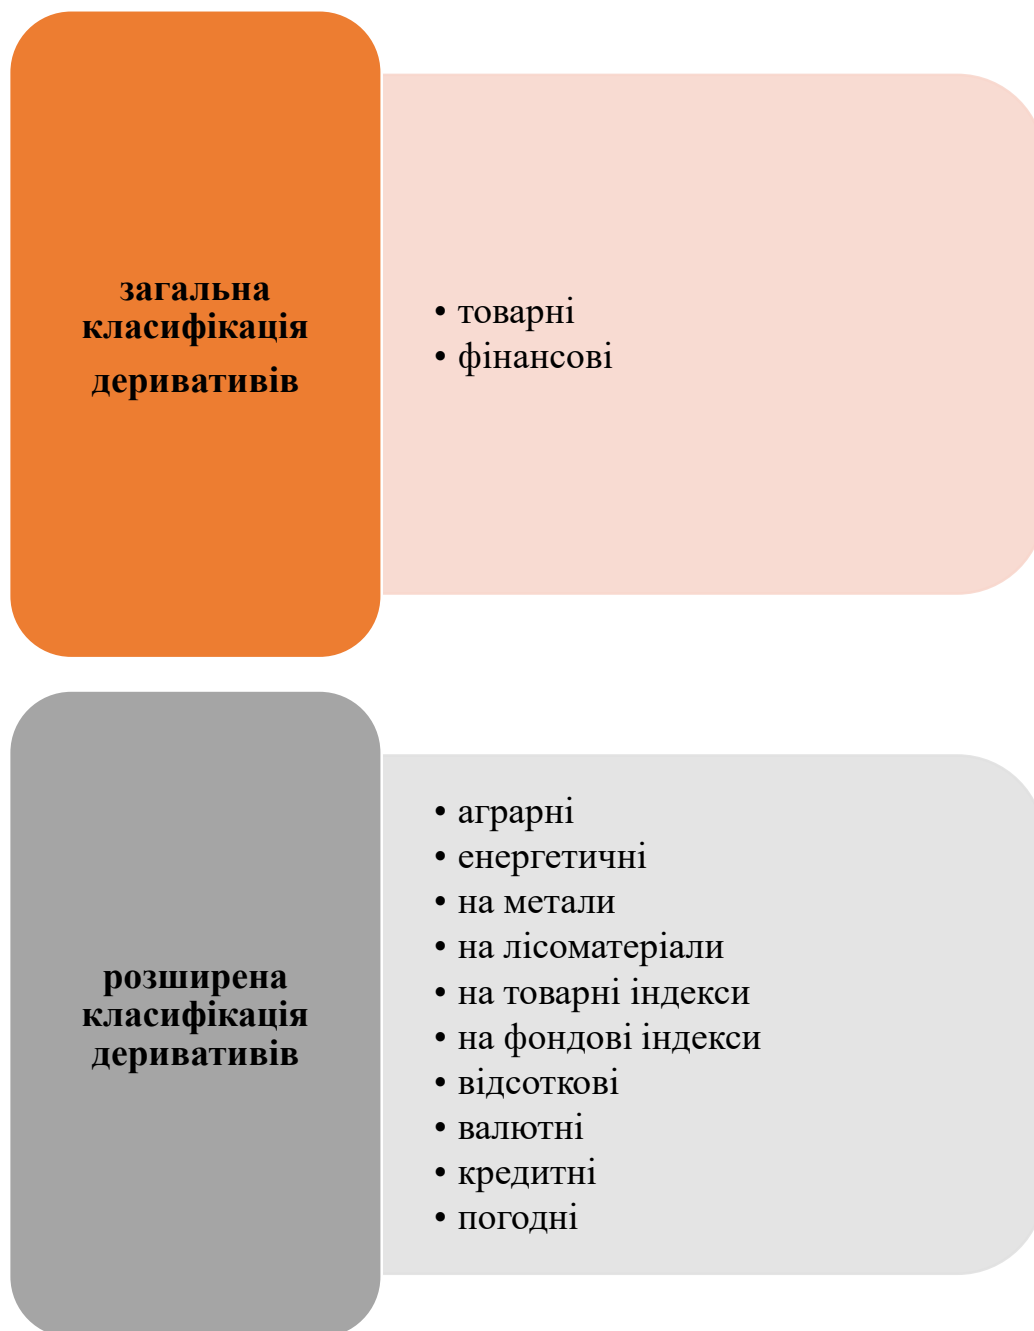 загальна
класифікація
деривативів
• товарні
• фінансові
розширена
класифікація
деривативів
• аграрні
• енергетичні
• на метали
• на лісоматеріали
• на товарні індекси
• на фондові індекси
• відсоткові
• валютні
• кредитні
• погодні